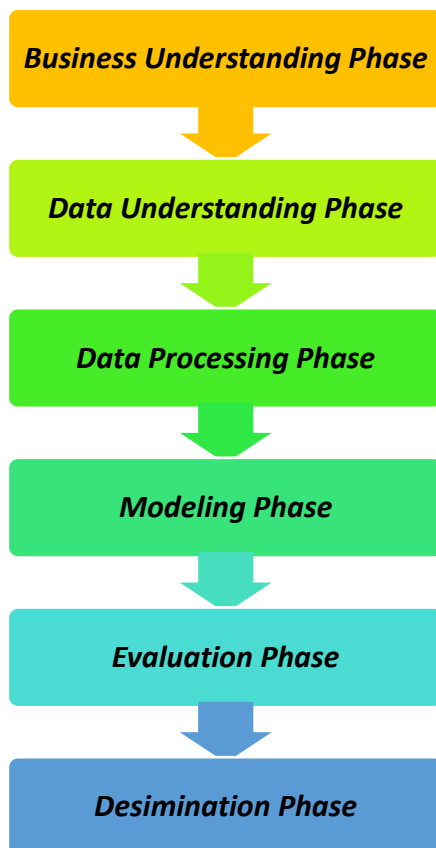 Business Understanding Phase
Data Understanding Phase
Data Processing Phase
Modeling Phase
Evaluation Phase
Desimination Phase